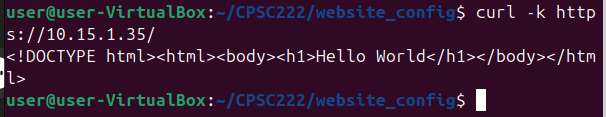 user@user-VirtualBox:~/CPSC222/website_config$ curl -k http
s://10.15.1.35/
<!DOCTYPE html><html><body><h1>Hello World</h1></body></htm
l>
user@user-VirtualBox:~/CPSC222/website_config$